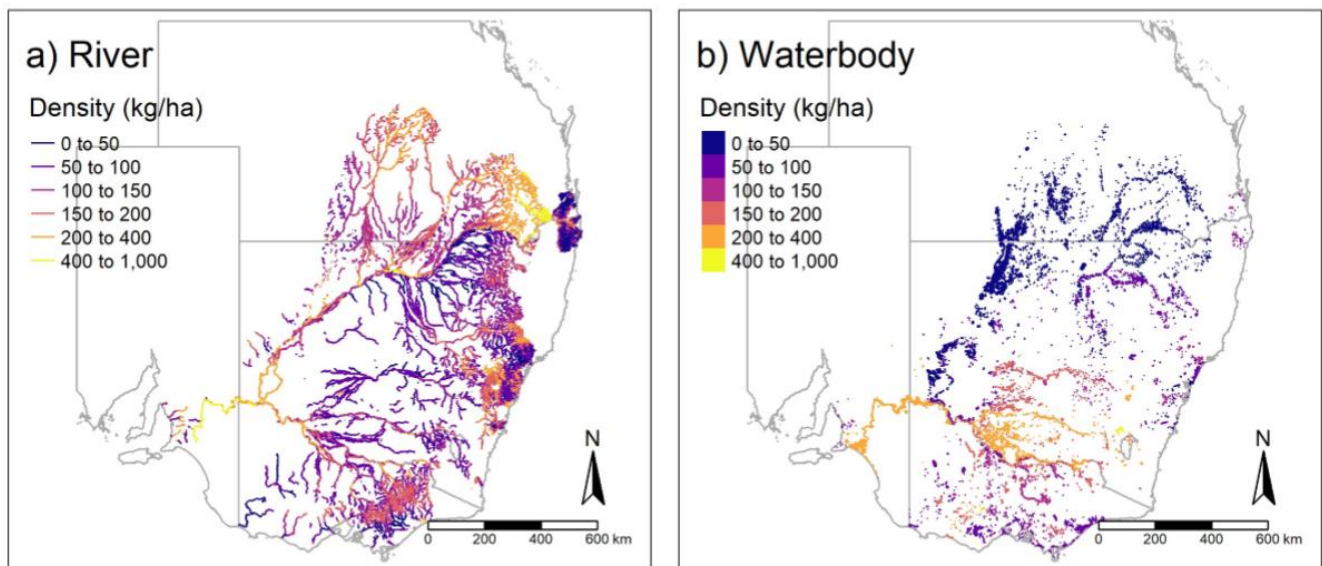 a) River
Density (kg/ha)
0 to 50
50 to 100
100 to 150
150 to 200
200 to 400
400 to 1,000
N
0 200 400 600 km
b) Waterbody
Density (kg/ha)
0 to 50
50 to 100
100 to 150
150 to 200
200 to 400
400 to 1,000
N
0 200 400 600 km